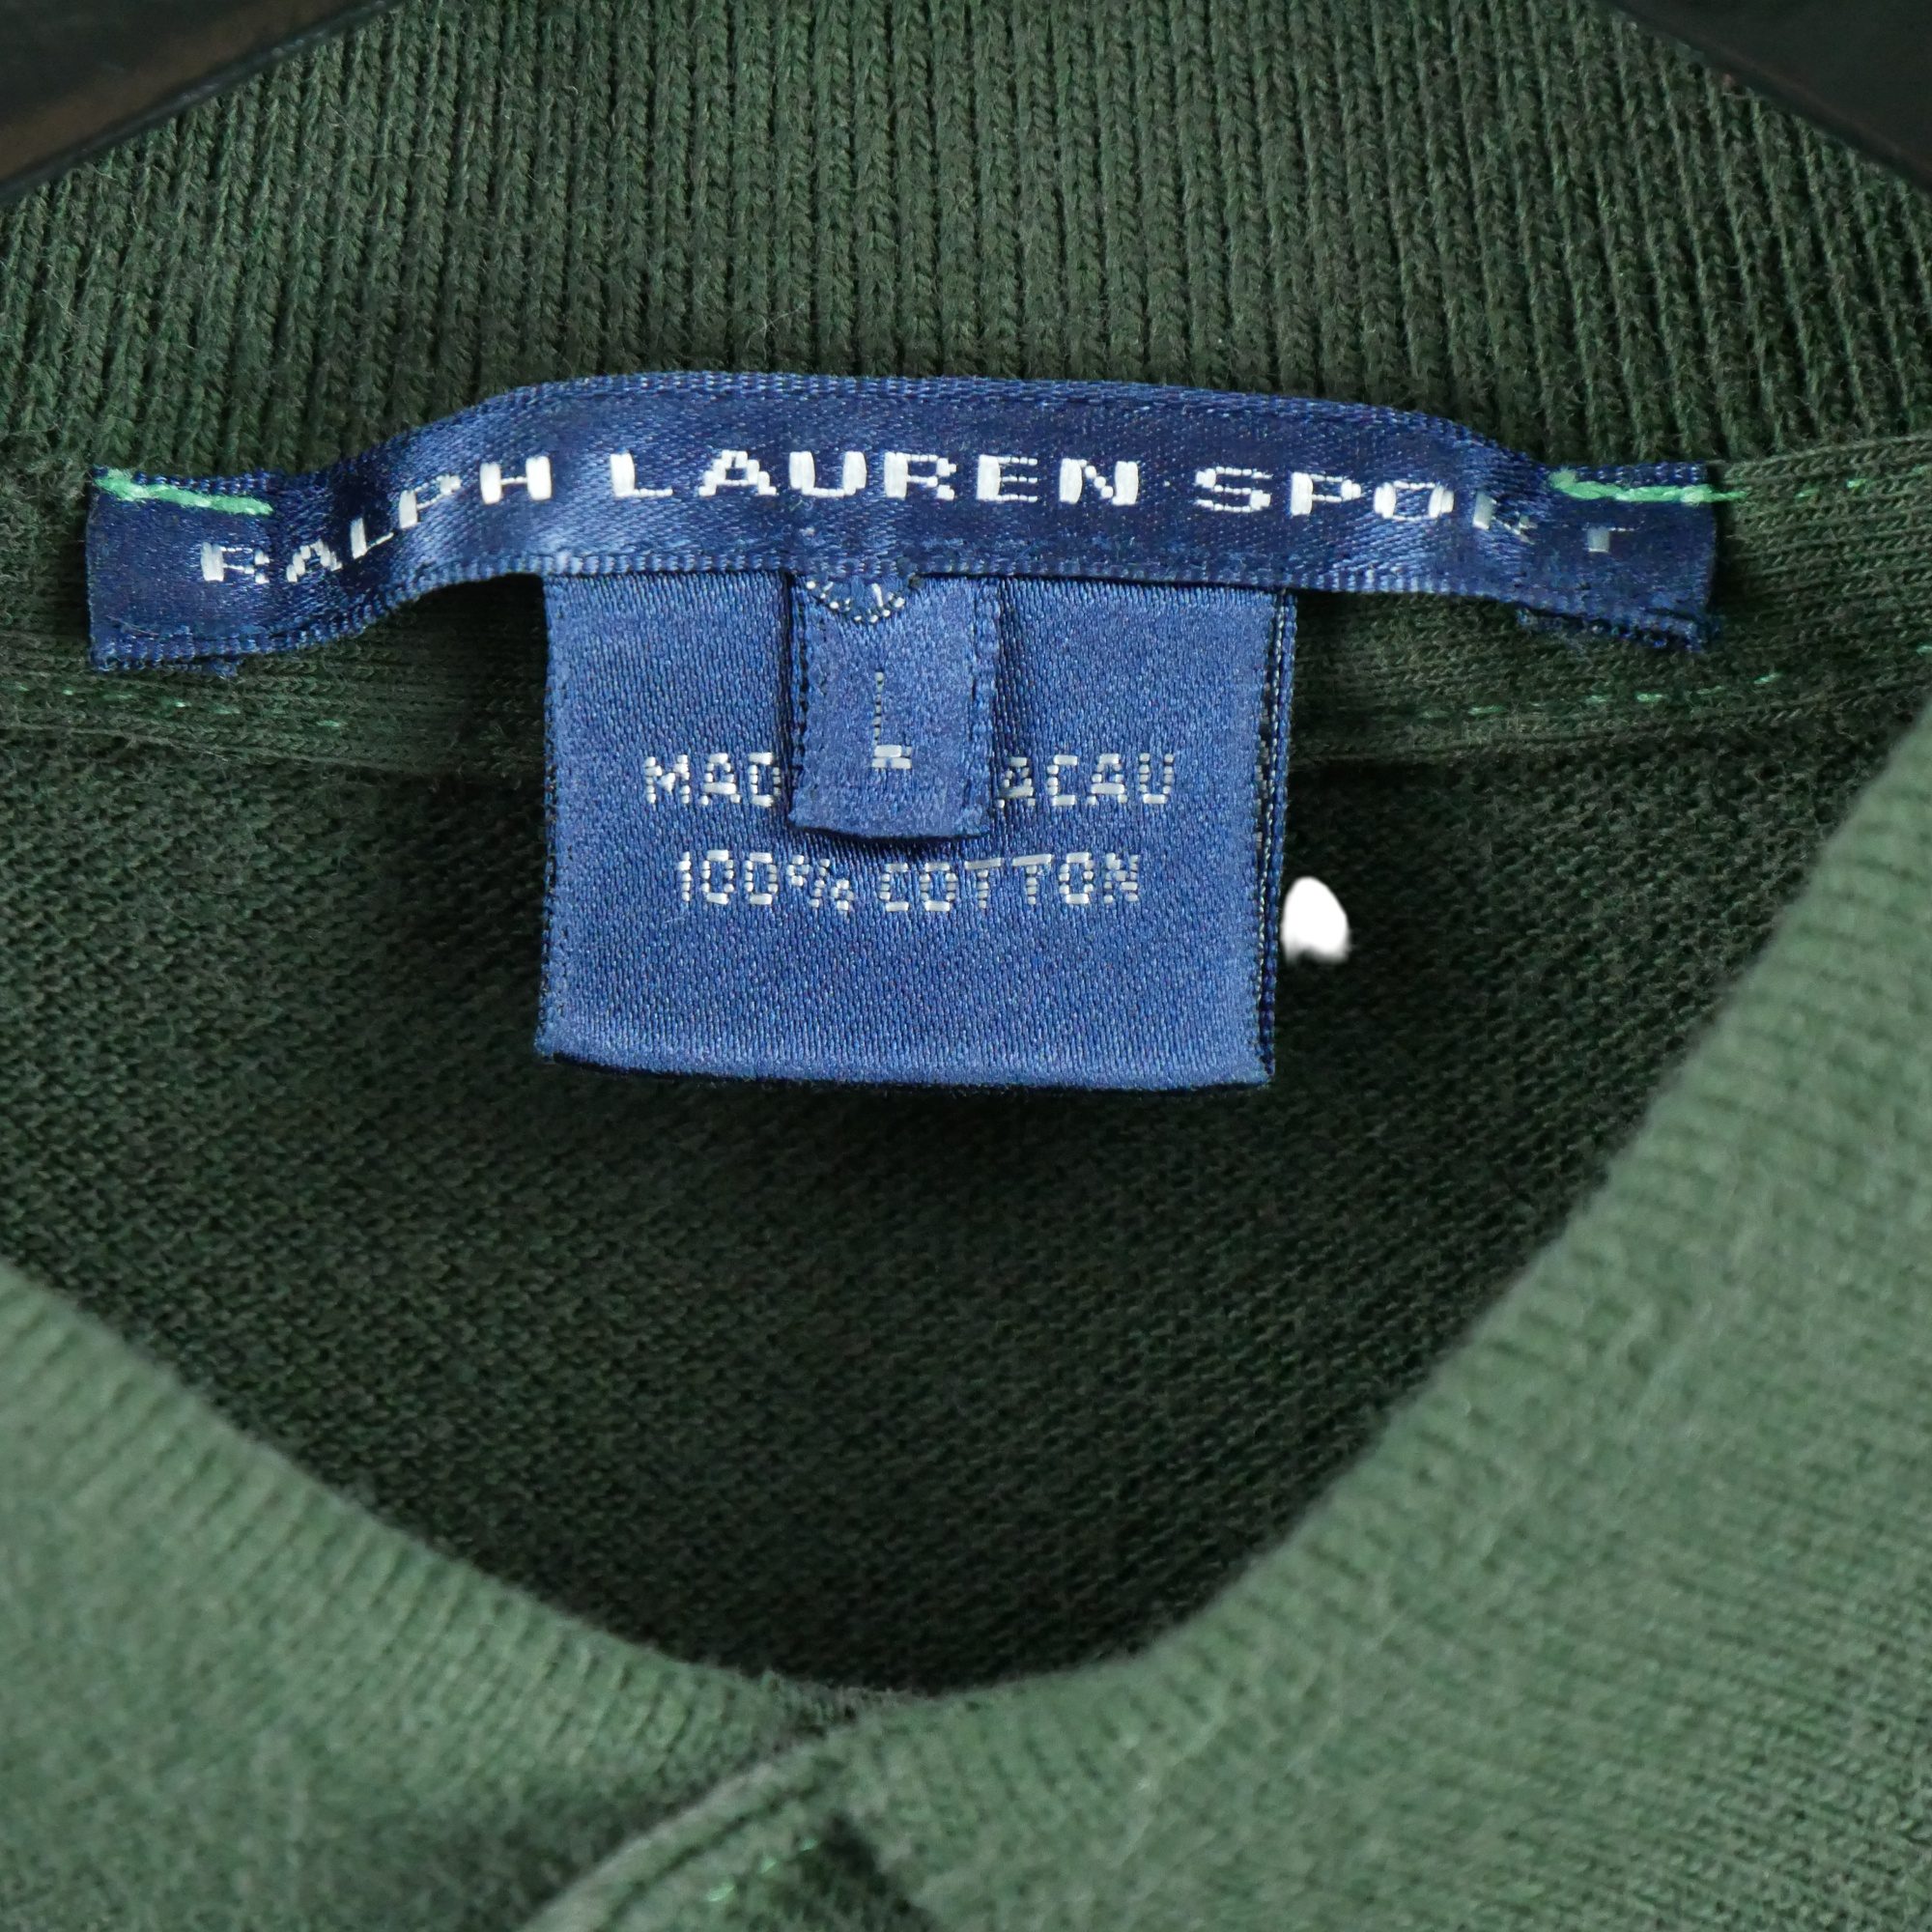 RALPH LAUREN SPORT
L
MAD ACAU
100% COTTON